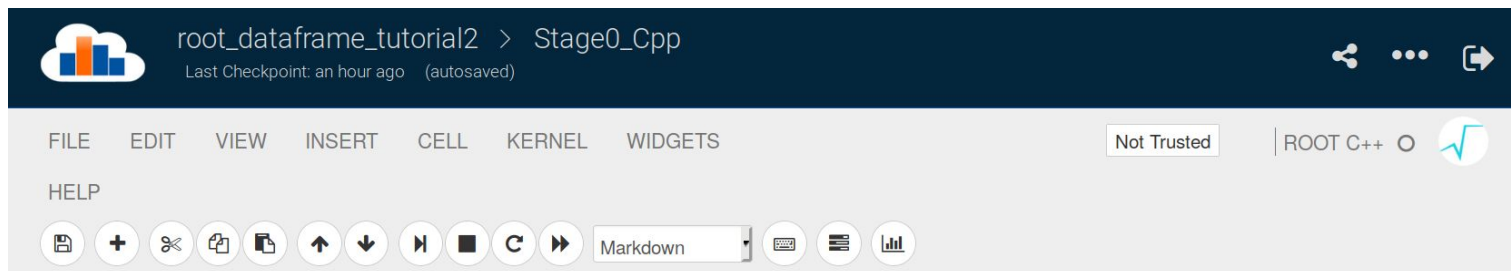 root_dataframe_tutorial2 > Stage0_Cpp
Last Checkpoint: an hour ago (autosaved)
FILE EDIT VIEW INSERT CELL KERNEL WIDGETS
Not Trusted
ROOT C++
HELP
Markdown